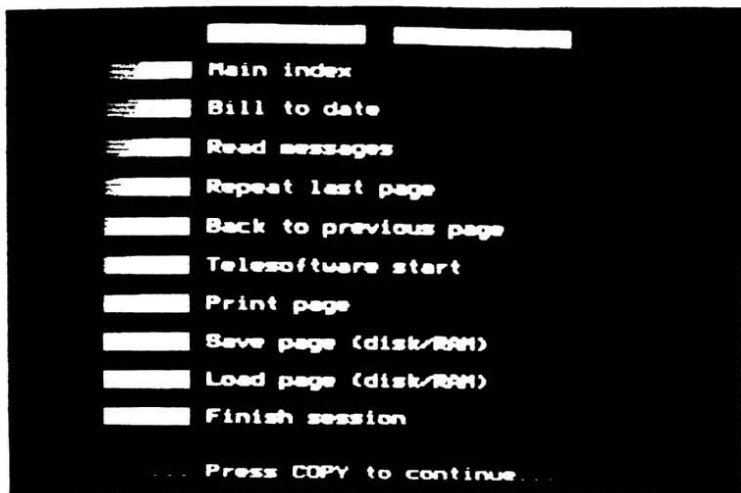 Main index
Bill to date
Read messages
Repeat last page
Back to previous page
Telesoftware start
Print page
Save page (disk/RAM)
Load page (disk/RAM)
Finish session
... Press COPY to continue...